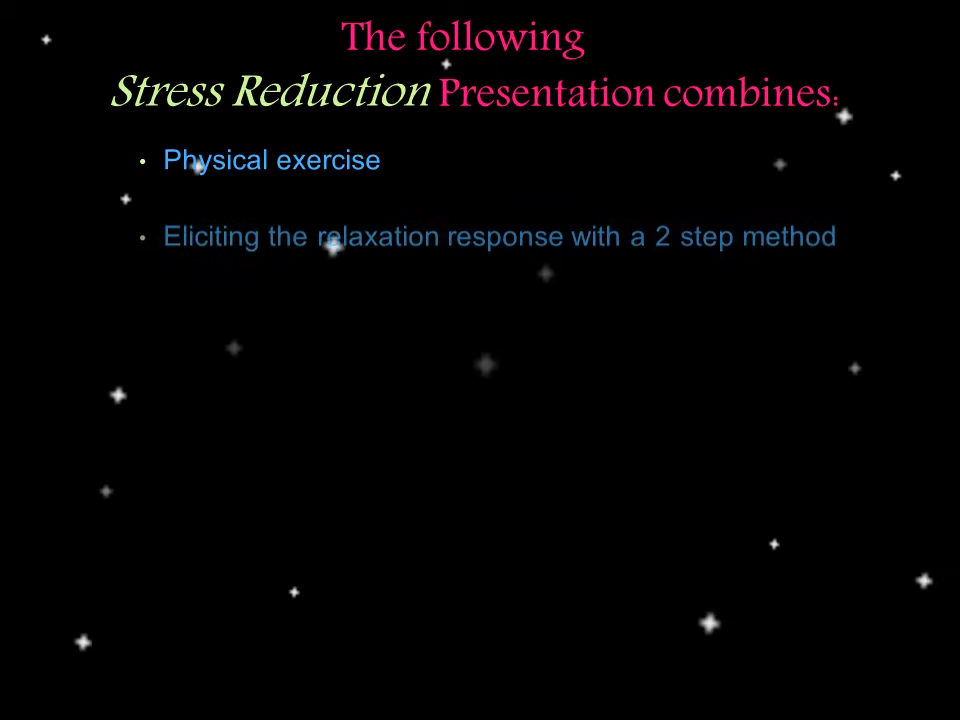 The following
Stress Reduction Presentation combines:
• Physical exercise
• Eliciting the relaxation response with a 2 step method